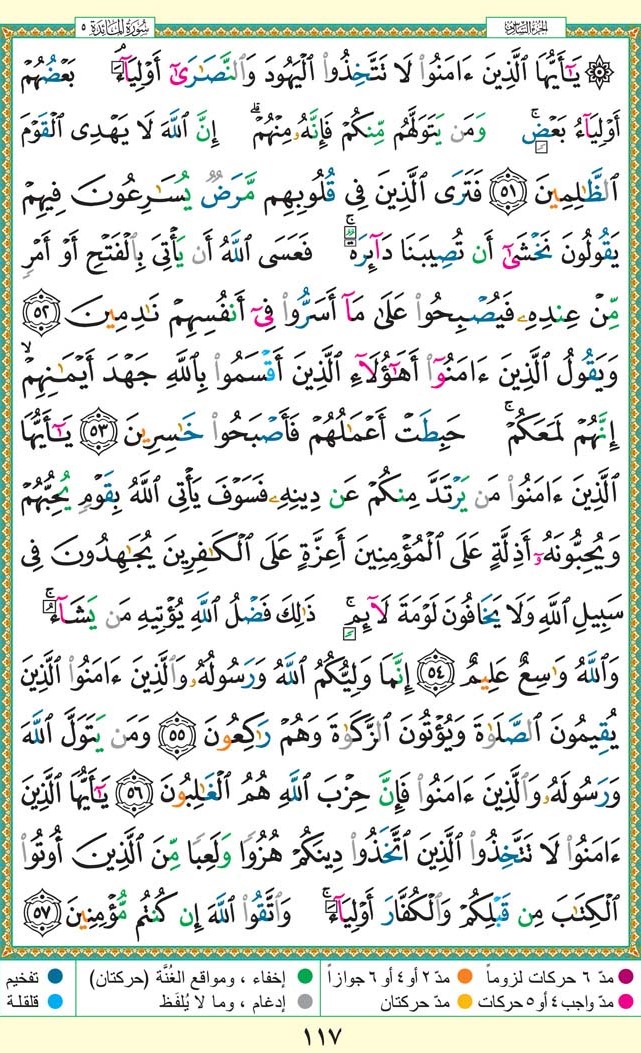 سُورَةُ المَائِدَة ٥
الجزء السادس
۞ يَـٰٓأَيُّهَا ٱلَّذِينَ ءَامَنُوا۟ لَا تَتَّخِذُوا۟ ٱلْيَهُودَ وَٱلنَّصَـٰرَىٰٓ أَوْلِيَآءَ ۘ بَعْضُهُمْ
أَوْلِيَآءُ بَعْضٍ ۚ وَمَن يَتَوَلَّهُم مِّنكُمْ فَإِنَّهُۥ مِنْهُمْ ۗ إِنَّ ٱللَّهَ لَا يَهْدِى ٱلْقَوْمَ
ٱلظَّـٰلِمِينَ ٥١ فَتَرَى ٱلَّذِينَ فِى قُلُوبِهِم مَّرَضٌ يُسَـٰرِعُونَ فِيهِمْ
يَقُولُونَ نَخْشَىٰٓ أَن تُصِيبَنَا دَآئِرَةٌ ۚ فَعَسَى ٱللَّهُ أَن يَأْتِىَ بِٱلْفَتْحِ أَوْ أَمْرٍ
مِّنْ عِندِهِۦ فَيُصْبِحُوا۟ عَلَىٰ مَآ أَسَرُّوا۟ فِىٓ أَنفُسِهِمْ نَـٰدِمِينَ ٥٢
وَيَقُولُ ٱلَّذِينَ ءَامَنُوٓا۟ أَهَـٰٓؤُلَآءِ ٱلَّذِينَ أَقْسَمُوا۟ بِٱللَّهِ جَهْدَ أَيْمَـٰنِهِمْ ۙ
إِنَّهُمْ لَمَعَكُمْ ۚ حَبِطَتْ أَعْمَـٰلُهُمْ فَأَصْبَحُوا۟ خَـٰسِرِينَ ٥٣ يَـٰٓأَيُّهَا
ٱلَّذِينَ ءَامَنُوا۟ مَن يَرْتَدَّ مِنكُمْ عَن دِينِهِۦ فَسَوْفَ يَأْتِى ٱللَّهُ بِقَوْمٍ يُحِبُّهُمْ
وَيُحِبُّونَهُۥٓ أَذِلَّةٍ عَلَى ٱلْمُؤْمِنِينَ أَعِزَّةٍ عَلَى ٱلْكَـٰفِرِينَ يُجَـٰهِدُونَ فِى
سَبِيلِ ٱللَّهِ وَلَا يَخَافُونَ لَوْمَةَ لَآئِمٍ ۚ ذَٰلِكَ فَضْلُ ٱللَّهِ يُؤْتِيهِ مَن يَشَآءُ ۚ
وَٱللَّهُ وَٰسِعٌ عَلِيمٌ ٥٤ إِنَّمَا وَلِيُّكُمُ ٱللَّهُ وَرَسُولُهُۥ وَٱلَّذِينَ ءَامَنُوا۟ ٱلَّذِينَ
يُقِيمُونَ ٱلصَّلَوٰةَ وَيُؤْتُونَ ٱلزَّكَوٰةَ وَهُمْ رَٰكِعُونَ ٥٥ وَمَن يَتَوَلَّ ٱللَّهَ
وَرَسُولَهُۥ وَٱلَّذِينَ ءَامَنُوا۟ فَإِنَّ حِزْبَ ٱللَّهِ هُمُ ٱلْغَـٰلِبُونَ ٥٦ يَـٰٓأَيُّهَا ٱلَّذِينَ
ءَامَنُوا۟ لَا تَتَّخِذُوا۟ ٱلَّذِينَ ٱتَّخَذُوا۟ دِينَكُمْ هُزُوًا وَلَعِبًا مِّنَ ٱلَّذِينَ أُوتُوا۟
ٱلْكِتَـٰبَ مِن قَبْلِكُمْ وَٱلْكُفَّارَ أَوْلِيَآءَ ۚ وَٱتَّقُوا۟ ٱللَّهَ إِن كُنتُم مُّؤْمِنِينَ ٥٧
مدّ ٦ حركات لزوماً مدّ ٢ أو ٤ أو ٦ جوازاً إخفاء ، ومواقع الغُنَّة (حركتان) تفخيم
مدّ واجب ٤ أو ٥ حركات مدّ حركتان إدغام ، وما لا يُلفَظ قلقلة
١١٧